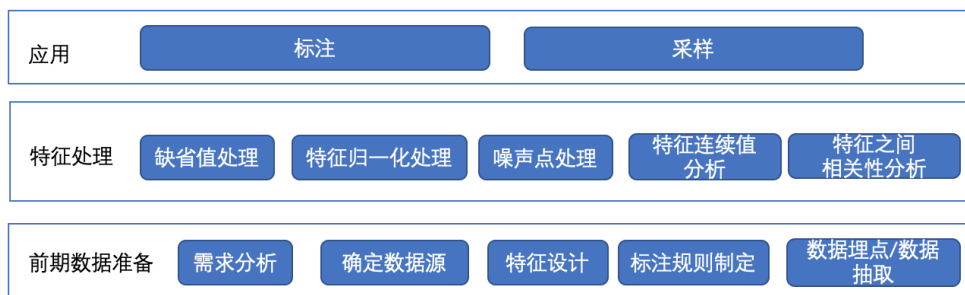 应用
标注
采样
特征处理
缺省值处理
特征归一化处理
噪声点处理
特征连续值
分析
特征之间
相关性分析
前期数据准备
需求分析
确定数据源
特征设计
标注规则制定
数据埋点/数据
抽取